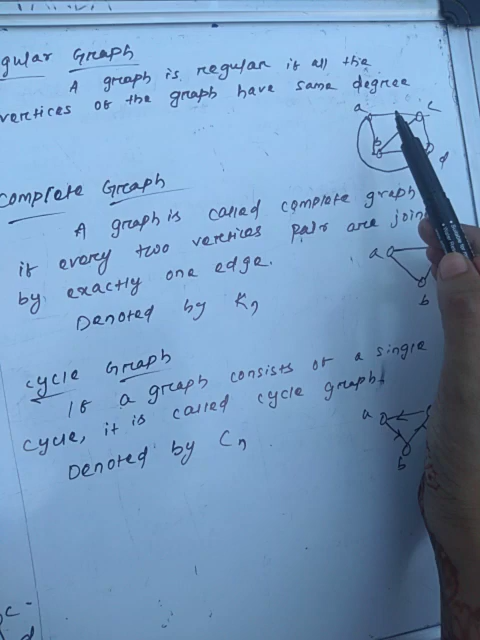 gular Graph
A graph is regular if all the
vertices of the graph have same degree
a c
b d
Complete Graph
A graph is called complete graph
if every two vertices pair are join
by exactly one edge.
Denoted by Kn
a
b
Cycle Graph
If a graph consists of a single
cycle, it is called cycle graph.
Denoted by Cn
a
b
c -
d